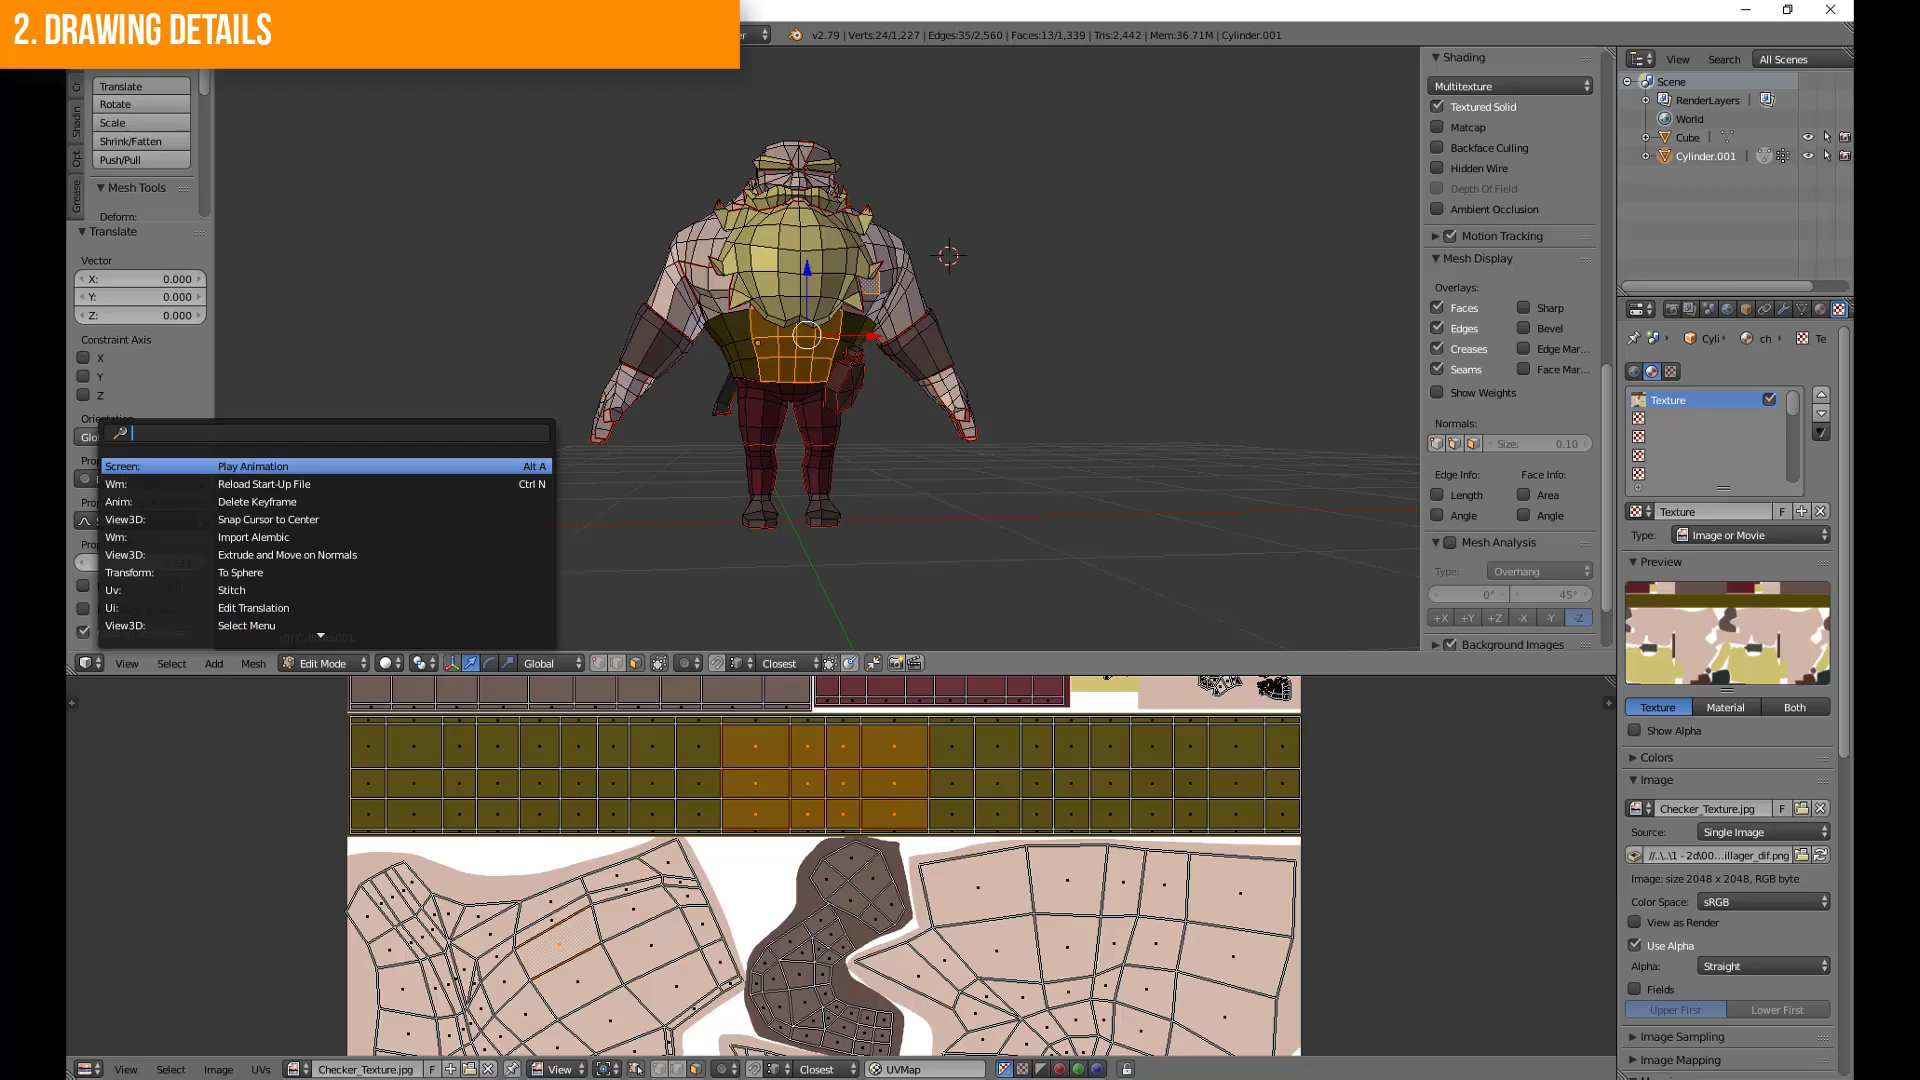 2. DRAWING DETAILS
v2.79 | Verts:24/1,227 | Edges:35/2,560 | Faces:13/1,339 | Tris:2,442 | Mem:36.71M | Cylinder.001
Translate
Rotate
Scale
Shrink/Fatten
Push/Pull
Mesh Tools
Deform:
Translate
Vector
X: 0.000
Y: 0.000
Z: 0.000
Constraint Axis
X
Y
Z
Screen: Play Animation Alt A
Wm: Reload Start-Up File Ctrl N
Anim: Delete Keyframe
View3D: Snap Cursor to Center
Wm: Import Alembic
View3D: Extrude and Move on Normals
Transform: To Sphere
Uv: Stitch
Ui: Edit Translation
View3D: Select Menu
View Select Add Mesh Edit Mode Global Closest
Shading
Multitexture
Textured Solid
Matcap
Backface Culling
Hidden Wire
Depth Of Field
Ambient Occlusion
Motion Tracking
Mesh Display
Overlays:
Faces Sharp
Edges Bevel
Creases Edge Mar...
Seams Face Mar...
Show Weights
Normals:
Size: 0.10
Edge Info: Face Info:
Length Area
Angle Angle
Mesh Analysis
Type: Overhang
0° 45°
+X +Y +Z -X -Y -Z
Background Images
View Search All Scenes
Scene
RenderLayers
World
Cube
Cylinder.001
Cyli ch Te
Texture
Texture F
Type: Image or Movie
Preview
Texture Material Both
Show Alpha
Colors
Image
Checker_Texture.jpg F
Source: Single Image
//..\..\1 - 2d\00...illager_dif.png
Image: size 2048 x 2048, RGB byte
Color Space: sRGB
View as Render
Use Alpha
Alpha: Straight
Fields
Upper First Lower First
Image Sampling
Image Mapping
View Select Image UVs Checker_Texture.jpg F View Closest UVMap